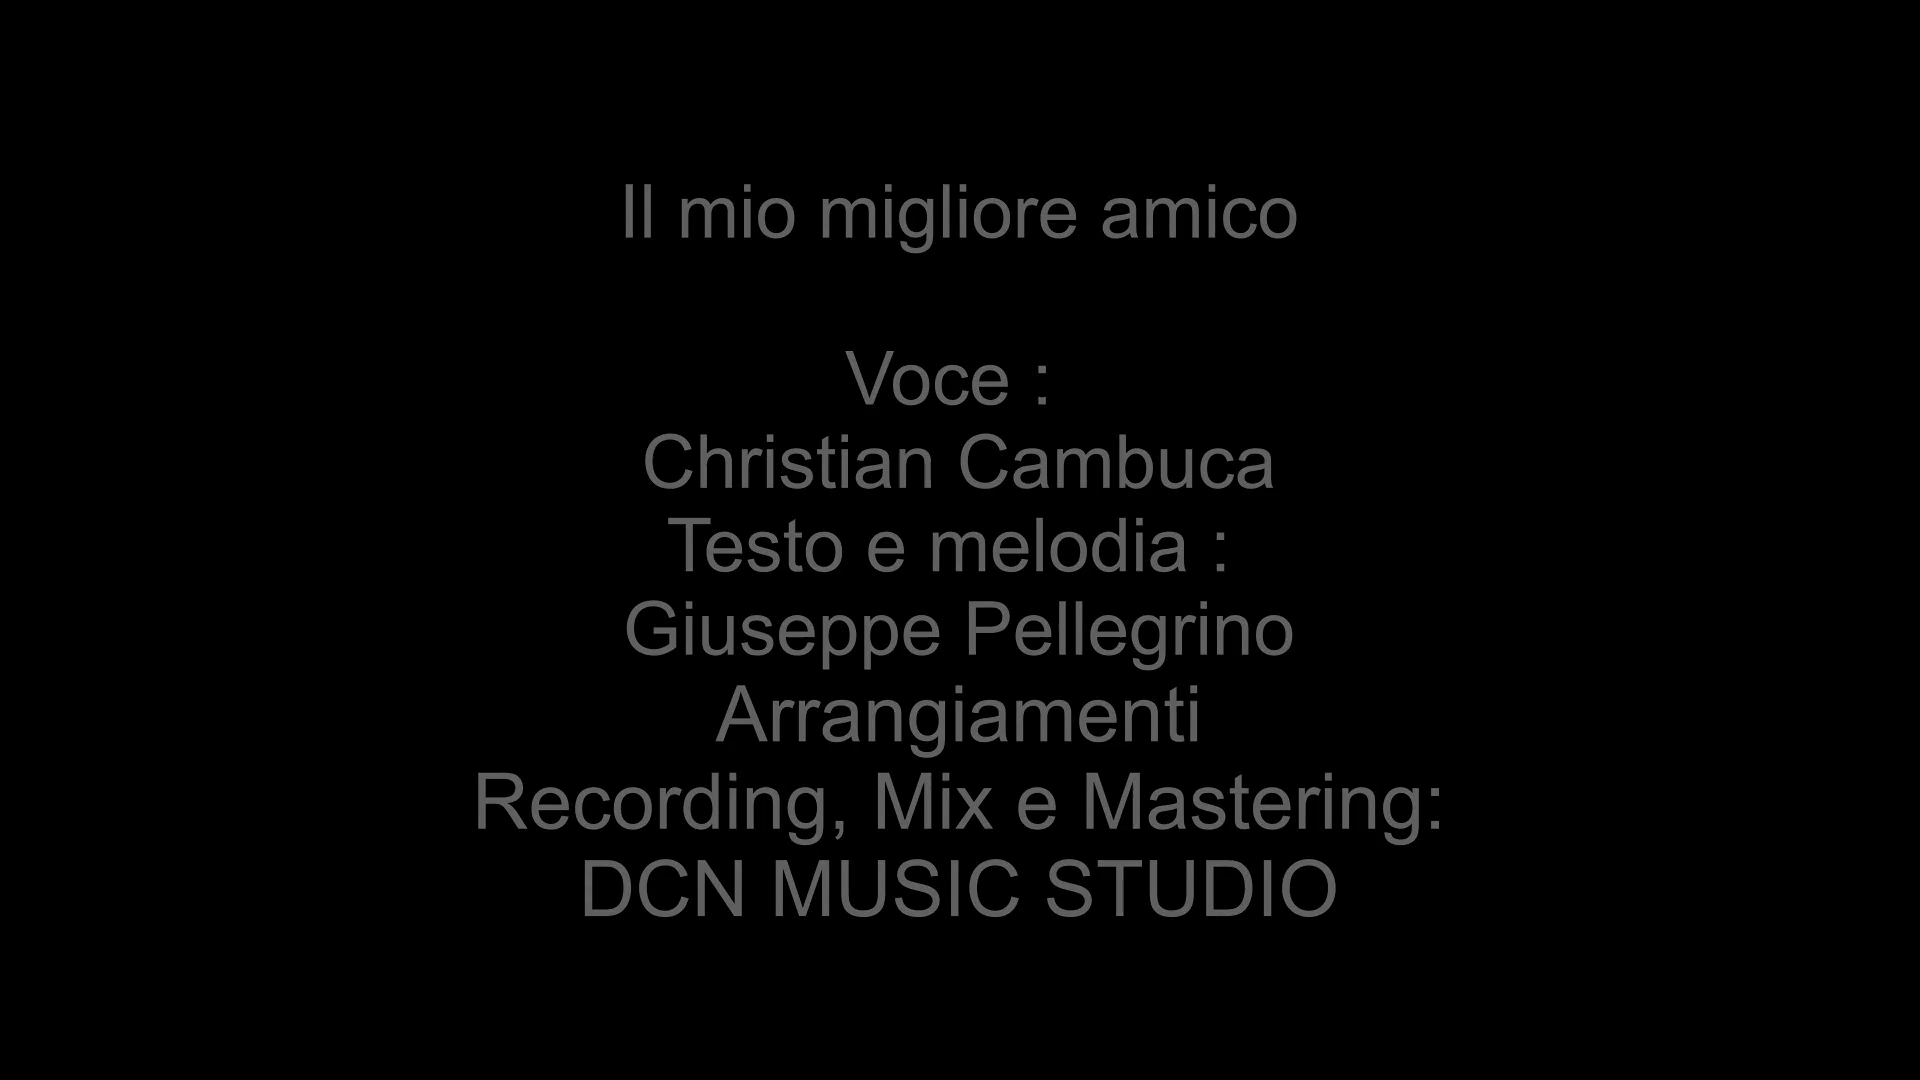 Il mio migliore amico
Voce :
Christian Cambuca
Testo e melodia :
Giuseppe Pellegrino
Arrangiamenti
Recording, Mix e Mastering:
DCN MUSIC STUDIO